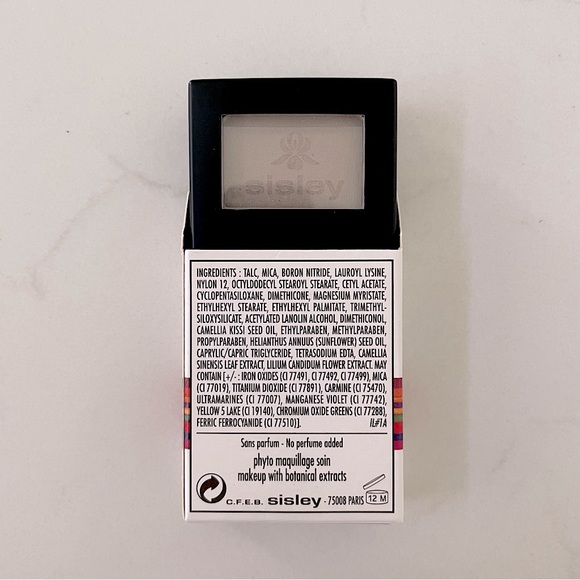 sisley
INGREDIENTS : TALC, MICA, BORON NITRIDE, LAUROYL LYSINE,
NYLON 12, OCTYLDODECYL STEAROYL STEARATE, CETYL ACETATE,
CYCLOPENTASILOXANE, DIMETHICONE, MAGNESIUM MYRISTATE,
ETHYLHEXYL STEARATE, ETHYLHEXYL PALMITATE, TRIMETHYL-
SILOXYSILICATE, ACETYLATED LANOLIN ALCOHOL, DIMETHICONOL,
CAMELLIA KISSI SEED OIL, ETHYLPARABEN, METHYLPARABEN,
PROPYLPARABEN, HELIANTHUS ANNUUS (SUNFLOWER) SEED OIL,
CAPRYLIC/CAPRIC TRIGLYCERIDE, TETRASODIUM EDTA, CAMELLIA
SINENSIS LEAF EXTRACT, LILIUM CANDIDUM FLOWER EXTRACT. MAY
CONTAIN [+/- : IRON OXIDES (CI 77491, CI 77492, CI 77499), MICA
(CI 77019), TITANIUM DIOXIDE (CI 77891), CARMINE (CI 75470),
ULTRAMARINES (CI 77007), MANGANESE VIOLET (CI 77742),
YELLOW 5 LAKE (CI 19140), CHROMIUM OXIDE GREENS (CI 77288),
FERRIC FERROCYANIDE (CI 77510)]. IL#1A
Sans parfum - No perfume added
phyto maquillage soin
makeup with botanical extracts
C.F.E.B. sisley - 75008 PARIS 12 M